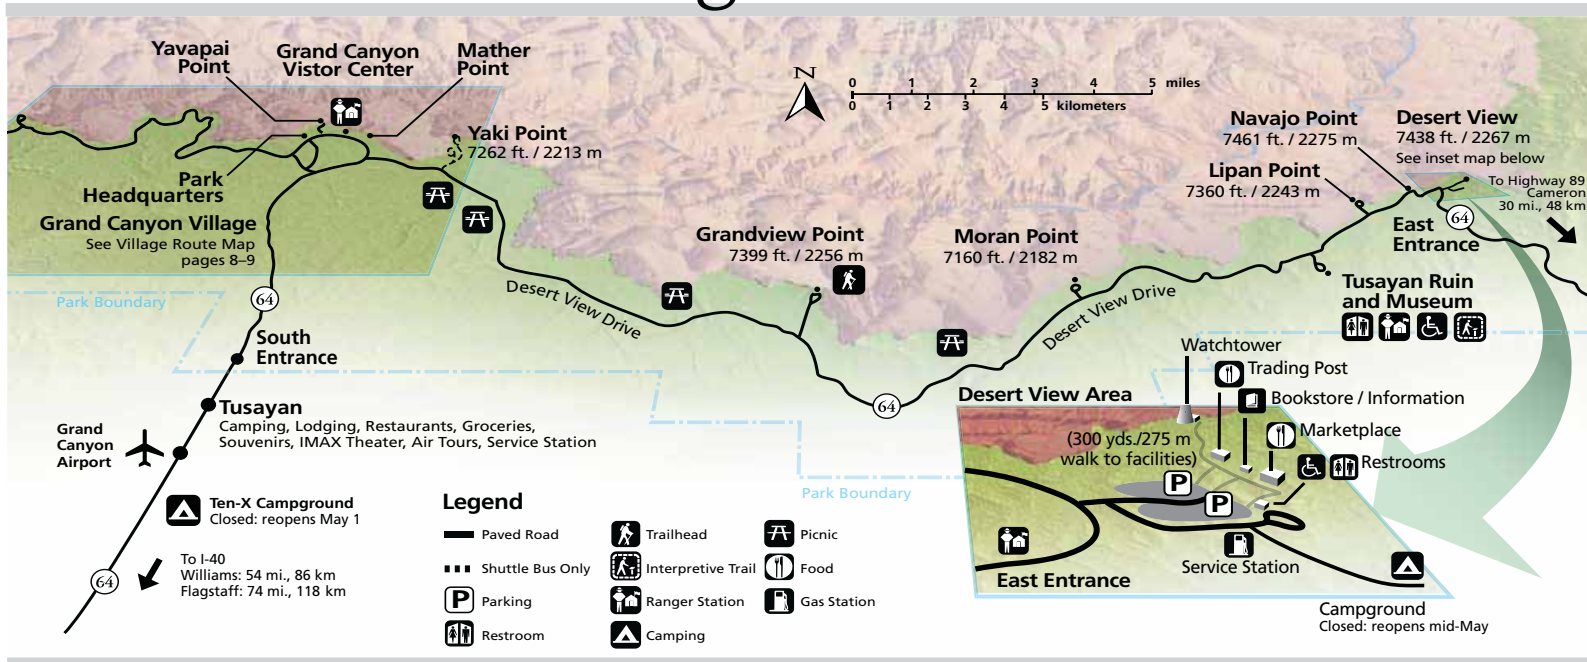 Yavapai
Point
Grand Canyon
Vistor Center
Mather
Point
N
0 1 2 3 4 5 miles
0 1 2 3 4 5 kilometers
Yaki Point
7262 ft. / 2213 m
Navajo Point
7461 ft. / 2275 m
Desert View
7438 ft. / 2267 m
See inset map below
Lipan Point
7360 ft. / 2243 m
To Highway 89
Cameron
30 mi., 48 km
64
East
Entrance
Park
Headquarters
Grand Canyon Village
See Village Route Map
pages 8–9
Grandview Point
7399 ft. / 2256 m
Moran Point
7160 ft. / 2182 m
Tusayan Ruin
and Museum
Park Boundary
64
Desert View Drive
Desert View Drive
South
Entrance
64
Tusayan
Camping, Lodging, Restaurants, Groceries,
Souvenirs, IMAX Theater, Air Tours, Service Station
Grand
Canyon
Airport
Ten-X Campground
Closed: reopens May 1
To I-40
Williams: 54 mi., 86 km
Flagstaff: 74 mi., 118 km
64
Park Boundary
Legend
Paved Road
Shuttle Bus Only
P Parking
Restroom
Trailhead
Interpretive Trail
Ranger Station
Camping
Picnic
Food
Gas Station
Desert View Area
Watchtower
Trading Post
Bookstore / Information
Marketplace
Restrooms
(300 yds./275 m
walk to facilities)
P
P
Service Station
East Entrance
Campground
Closed: reopens mid-May